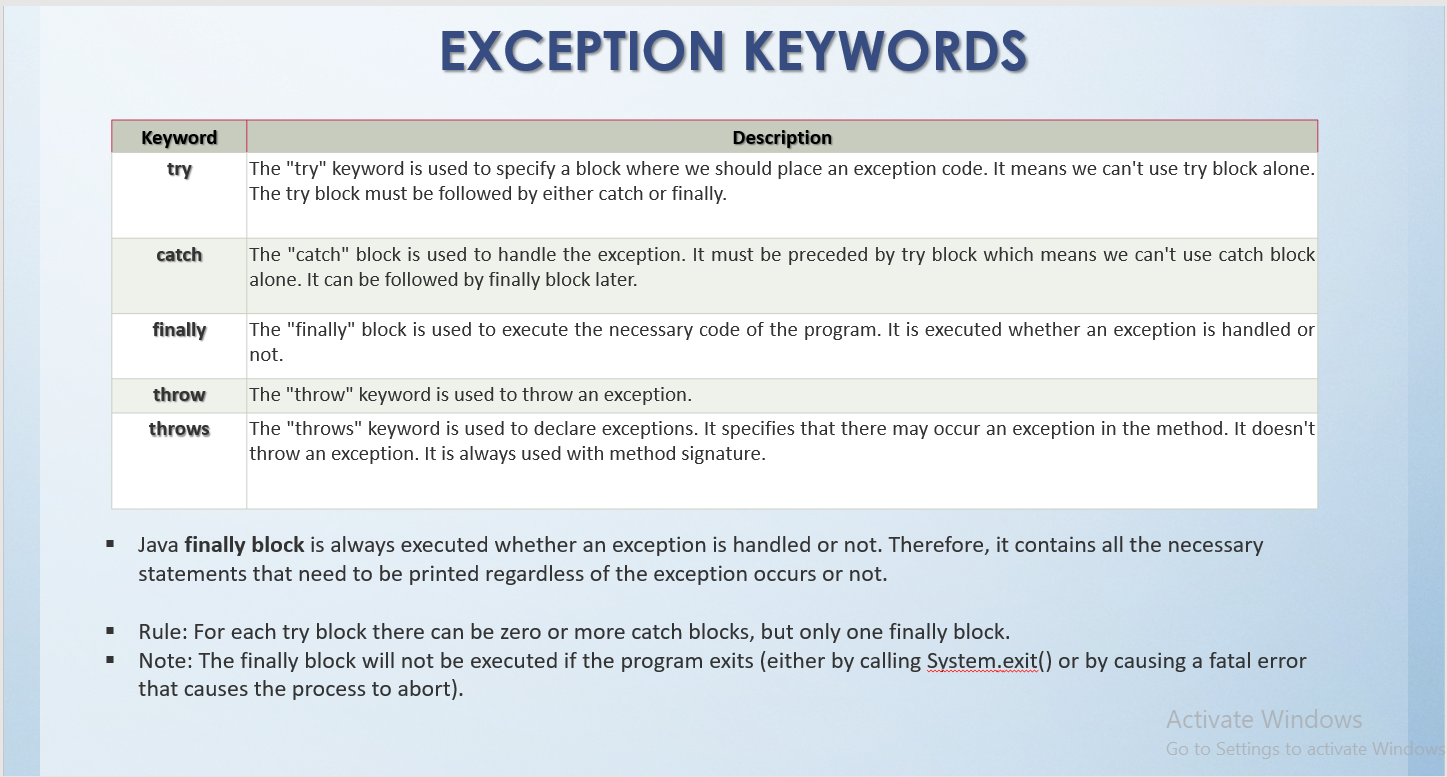 EXCEPTION KEYWORDS
Keyword Description
try The "try" keyword is used to specify a block where we should place an exception code. It means we can't use try block alone.
The try block must be followed by either catch or finally.
catch The "catch" block is used to handle the exception. It must be preceded by try block which means we can't use catch block
alone. It can be followed by finally block later.
finally The "finally" block is used to execute the necessary code of the program. It is executed whether an exception is handled or
not.
throw The "throw" keyword is used to throw an exception.
throws The "throws" keyword is used to declare exceptions. It specifies that there may occur an exception in the method. It doesn't
throw an exception. It is always used with method signature.
▪ Java finally block is always executed whether an exception is handled or not. Therefore, it contains all the necessary
statements that need to be printed regardless of the exception occurs or not.
▪ Rule: For each try block there can be zero or more catch blocks, but only one finally block.
▪ Note: The finally block will not be executed if the program exits (either by calling System.exit() or by causing a fatal error
that causes the process to abort).
Activate Windows
Go to Settings to activate Windows